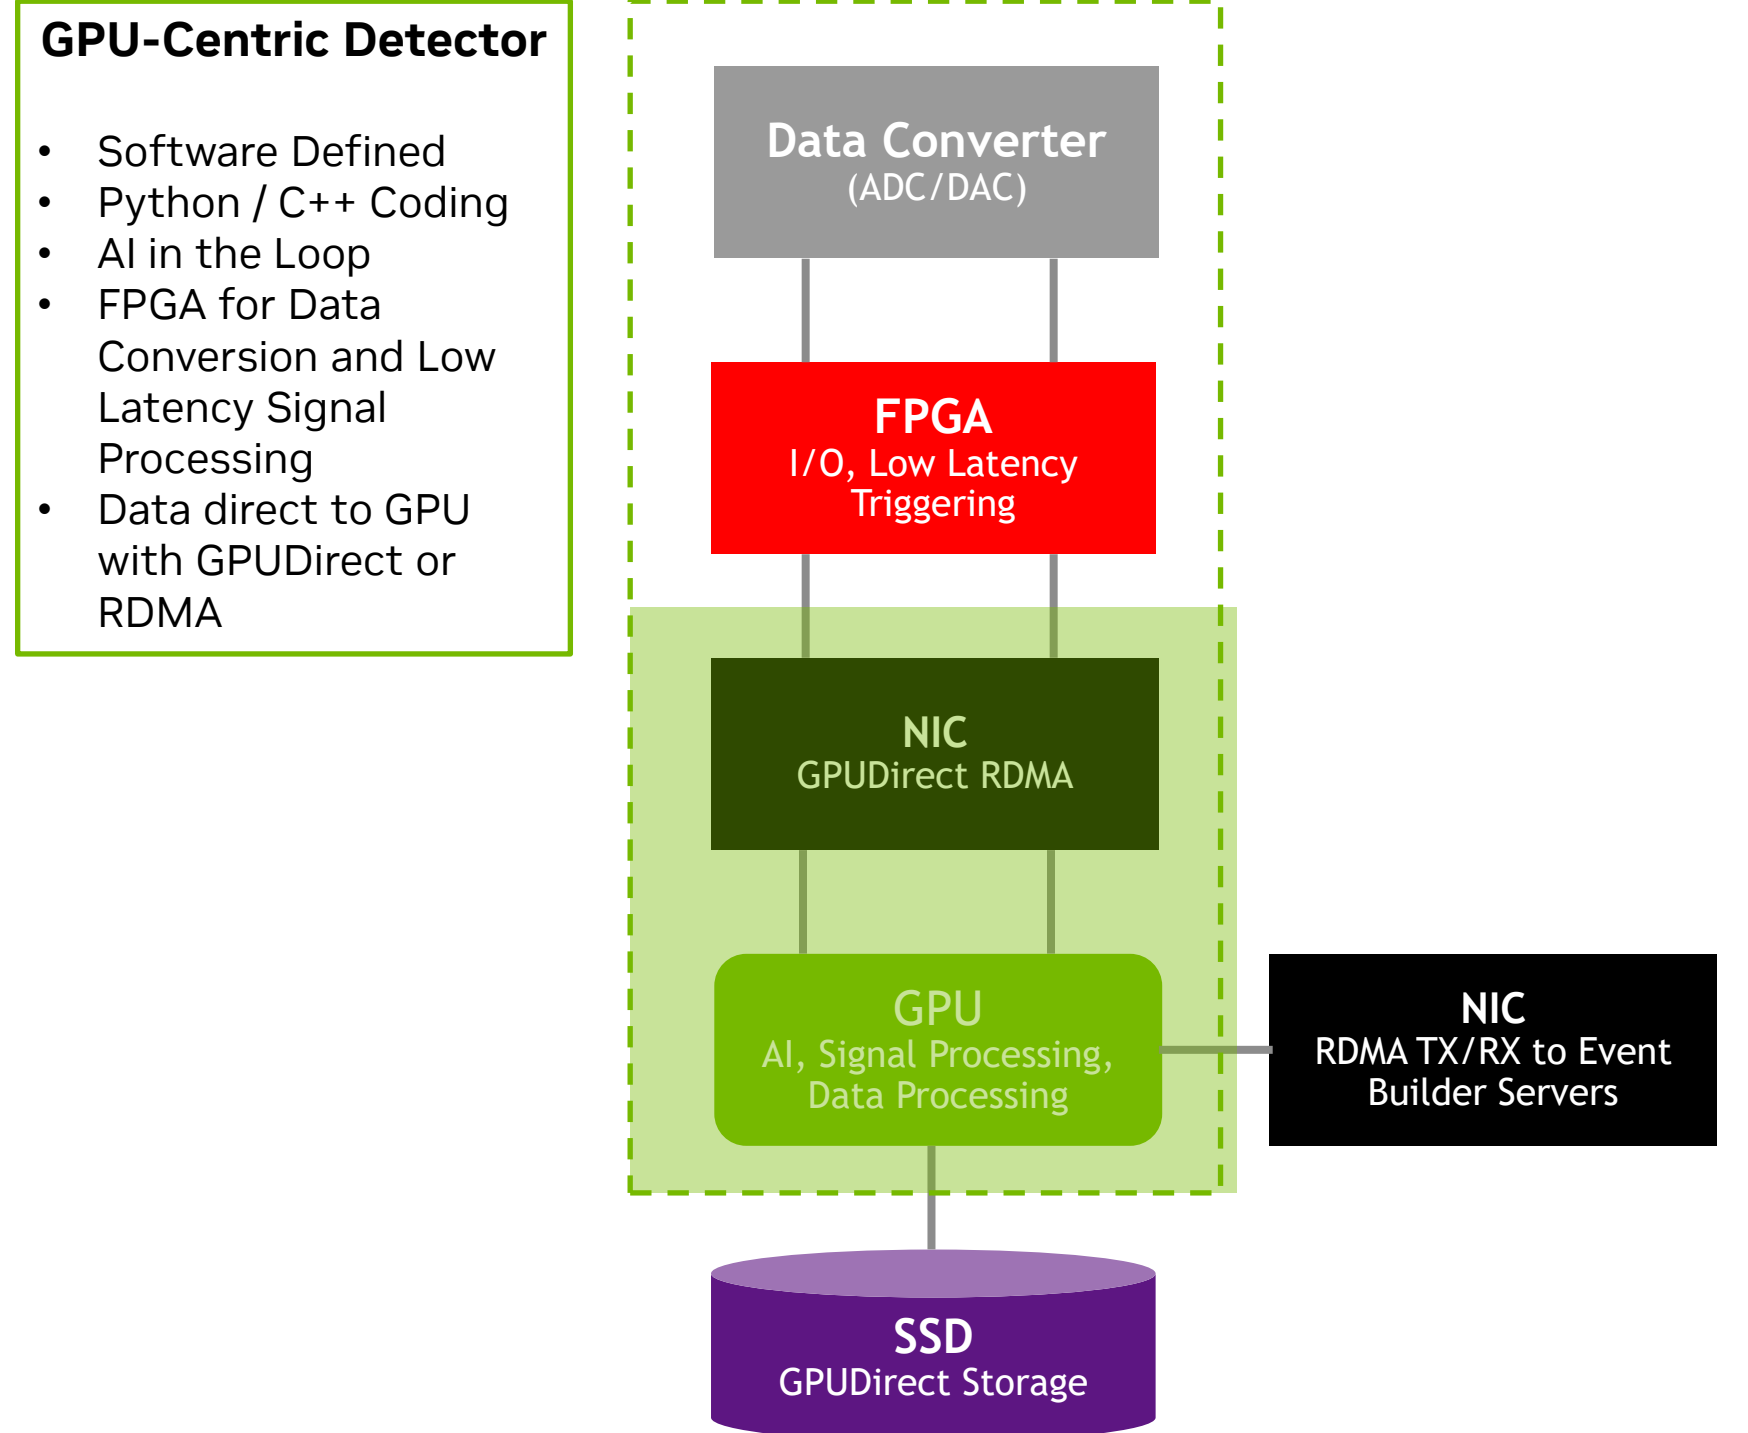 GPU-Centric Detector
• Software Defined
• Python / C++ Coding
• AI in the Loop
• FPGA for Data
Conversion and Low
Latency Signal
Processing
• Data direct to GPU
with GPUDirect or
RDMA
Data Converter
(ADC/DAC)
FPGA
I/O, Low Latency
Triggering
NIC
GPUDirect RDMA
GPU
AI, Signal Processing,
Data Processing
NIC
RDMA TX/RX to Event
Builder Servers
SSD
GPUDirect Storage